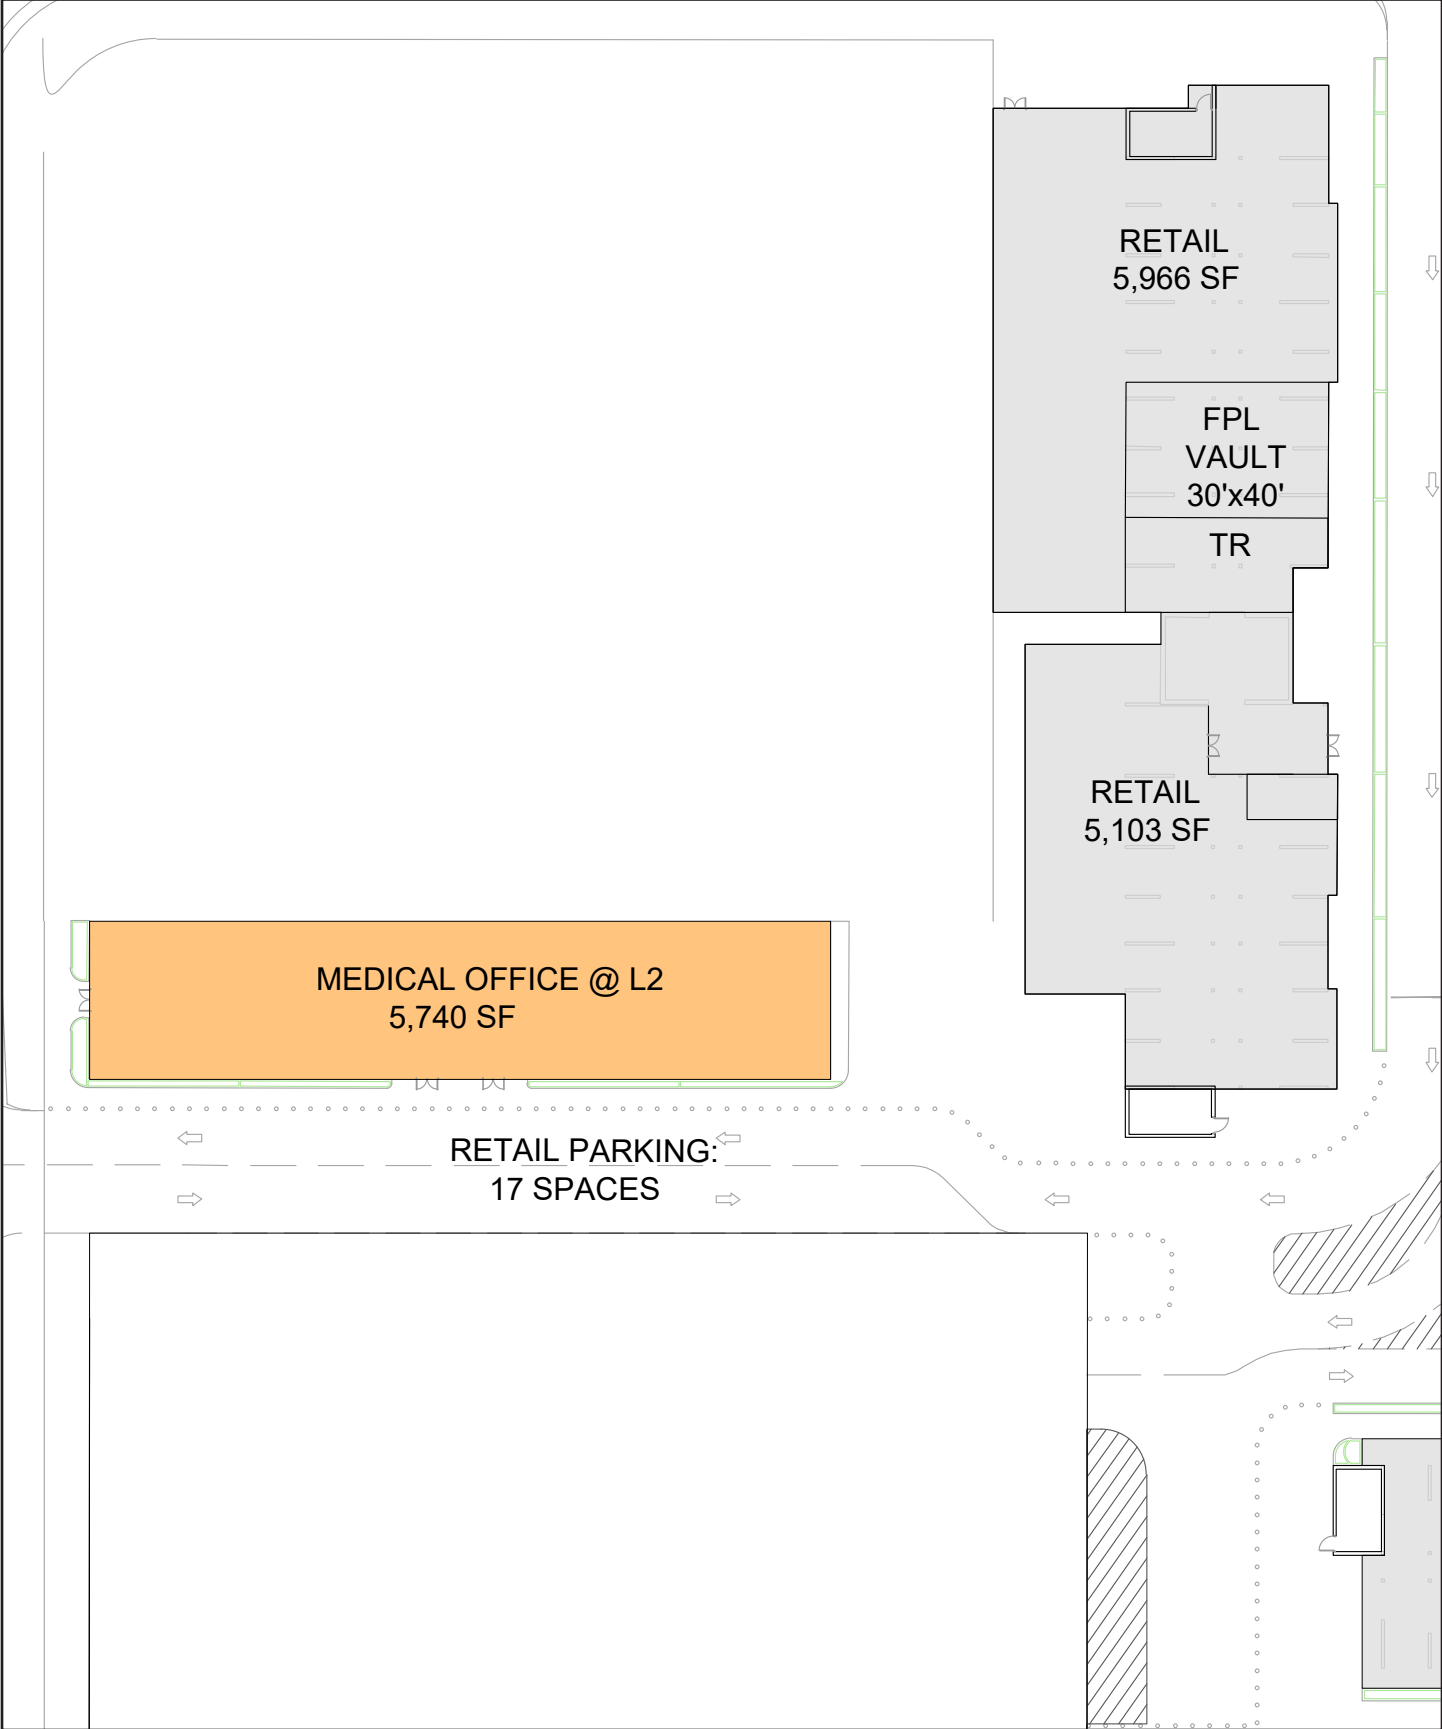 RETAIL
5,966 SF
FPL
VAULT
30'x40'
TR
RETAIL
5,103 SF
MEDICAL OFFICE @ L2
5,740 SF
RETAIL PARKING:
17 SPACES